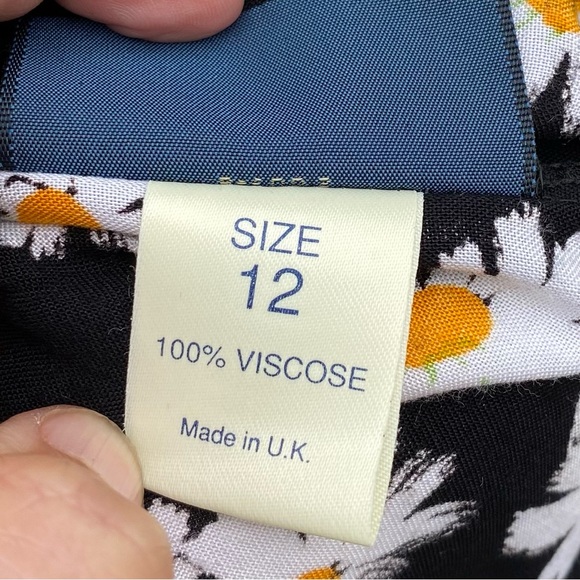 SIZE
12
100% VISCOSE
Made in U.K.